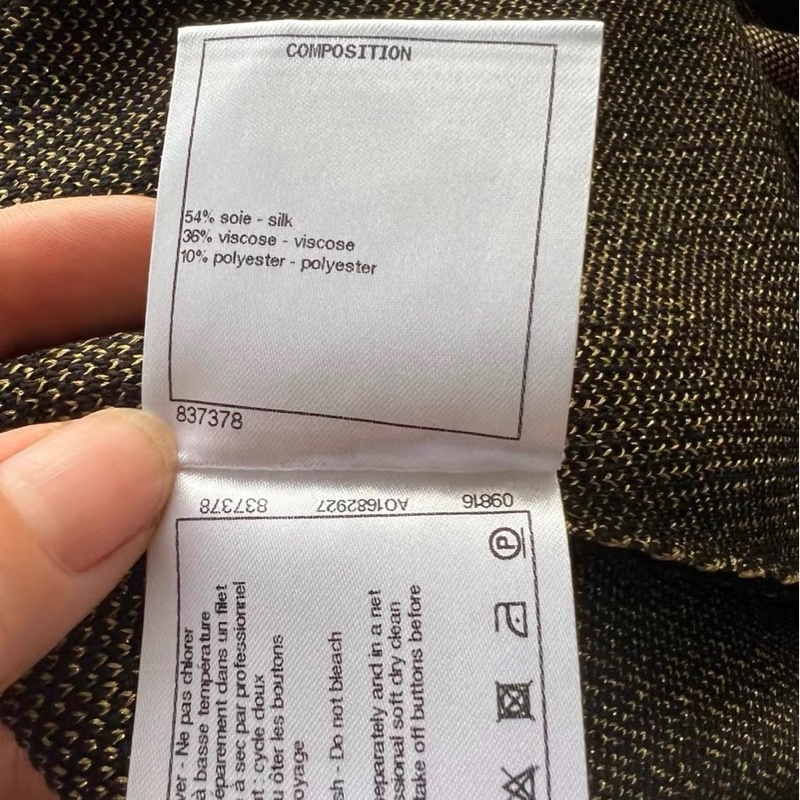 COMPOSITION
54% soie - silk
36% viscose - viscose
10% polyester - polyester
837378
09816 A01682927 837378
ver - Ne pas chlorer
à basse température
éparément dans un filet
à sec par professionnel
t : cycle doux
u ôter les boutons
oyage
sh - Do not bleach
eparately and in a net
ssional soft dry clean
take off buttons before
P